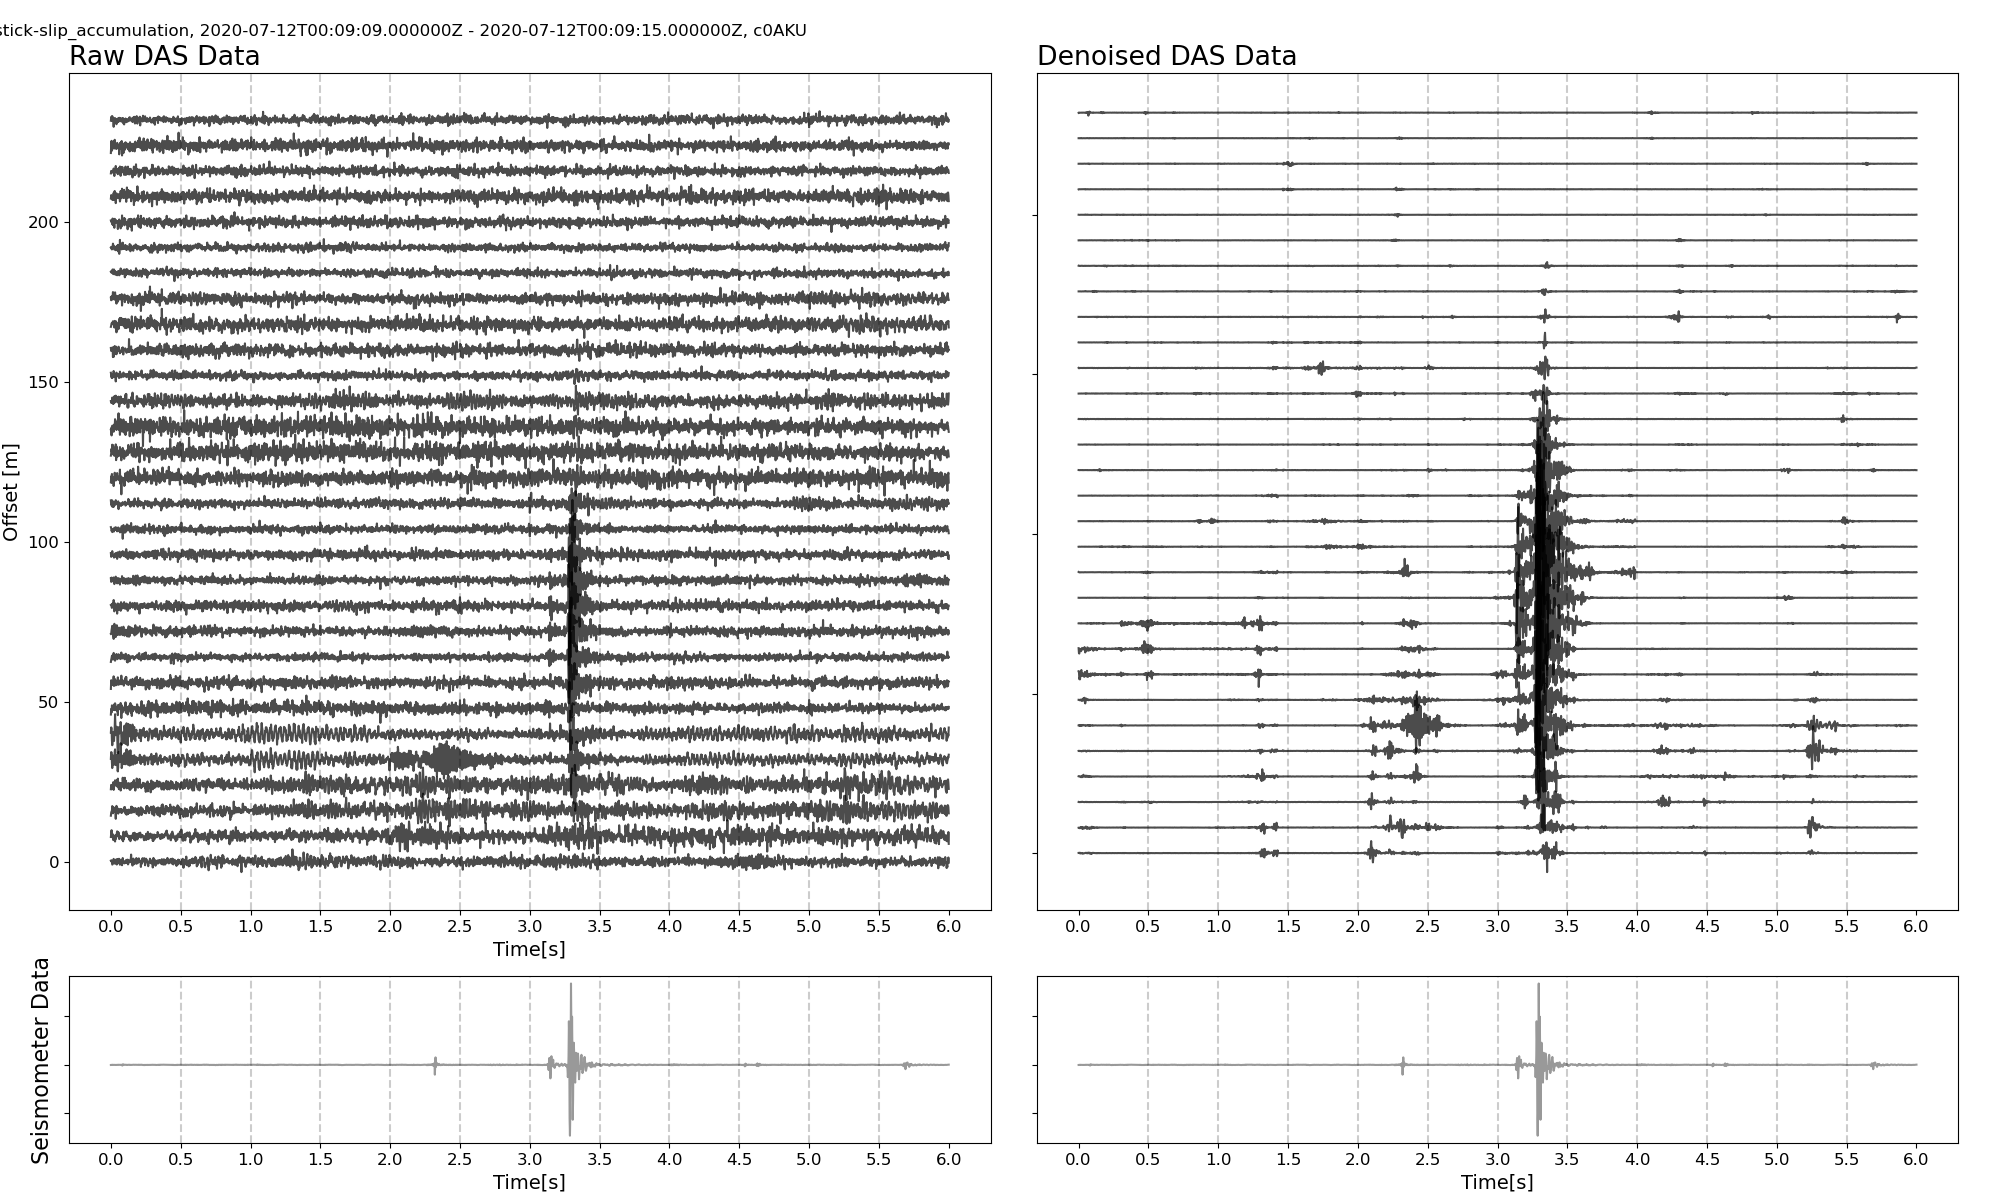 stick-slip_accumulation, 2020-07-12T00:09:09.000000Z - 2020-07-12T00:09:15.000000Z, c0AKU
Raw DAS Data
Denoised DAS Data
Offset [m]
200
150
100
50
0
0.0 0.5 1.0 1.5 2.0 2.5 3.0 3.5 4.0 4.5 5.0 5.5 6.0
Time[s]
0.0 0.5 1.0 1.5 2.0 2.5 3.0 3.5 4.0 4.5 5.0 5.5 6.0
Seismometer Data
0.0 0.5 1.0 1.5 2.0 2.5 3.0 3.5 4.0 4.5 5.0 5.5 6.0
Time[s]
0.0 0.5 1.0 1.5 2.0 2.5 3.0 3.5 4.0 4.5 5.0 5.5 6.0
Time[s]